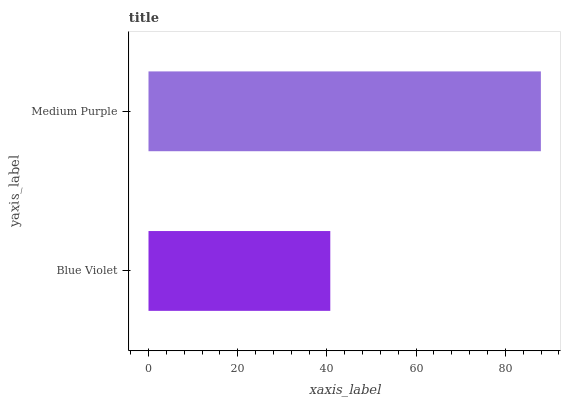 title
Medium Purple
Blue Violet
yaxis_label
0 20 40 60 80
xaxis_label